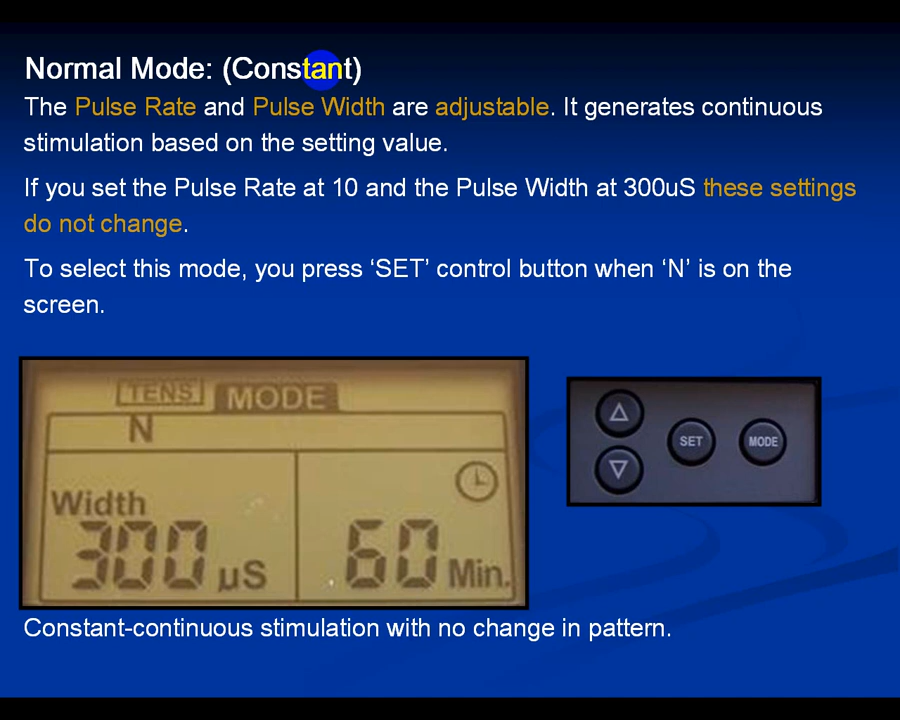 Normal Mode: (Constant)
The Pulse Rate and Pulse Width are adjustable. It generates continuous
stimulation based on the setting value.
If you set the Pulse Rate at 10 and the Pulse Width at 300uS these settings
do not change.
To select this mode, you press ‘SET’ control button when ‘N’ is on the
screen.
TENS MODE
N
Width
300 µS 60 Min.
SET MODE
Constant-continuous stimulation with no change in pattern.